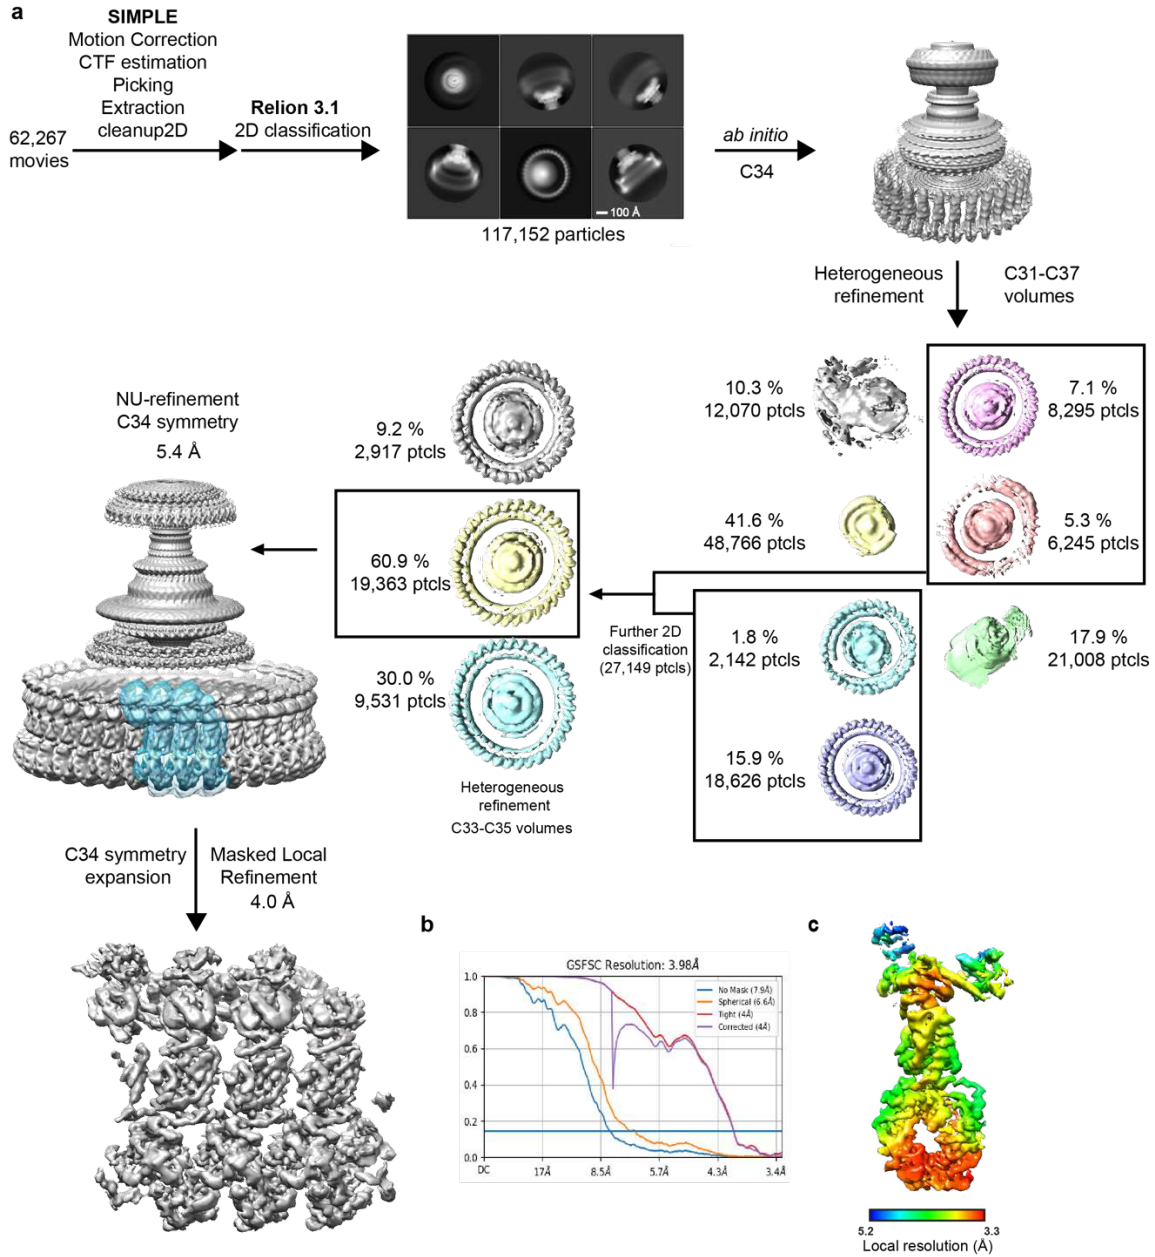 a
SIMPLE
Motion Correction
CTF estimation
Picking
Extraction
cleanup2D
62,267
movies
Relion 3.1
2D classification
100 Å
117,152 particles
ab initio
C34
Heterogeneous
refinement
C31-C37
volumes
10.3 %
12,070 ptcls
7.1 %
8,295 ptcls
41.6 %
48,766 ptcls
5.3 %
6,245 ptcls
1.8 %
2,142 ptcls
17.9 %
21,008 ptcls
15.9 %
18,626 ptcls
Further 2D
classification
(27,149 ptcls)
9.2 %
2,917 ptcls
60.9 %
19,363 ptcls
30.0 %
9,531 ptcls
Heterogeneous
refinement
C33-C35 volumes
NU-refinement
C34 symmetry
5.4 Å
C34 symmetry
expansion
Masked Local
Refinement
4.0 Å
b
GSFSC Resolution: 3.98Å
No Mask (7.9Å)
Spherical (6.6Å)
Tight (4Å)
Corrected (4Å)
1.0
0.8
0.6
0.4
0.2
0.0
DC
17Å
8.5Å
5.7Å
4.3Å
3.4Å
c
5.2
3.3
Local resolution (Å)